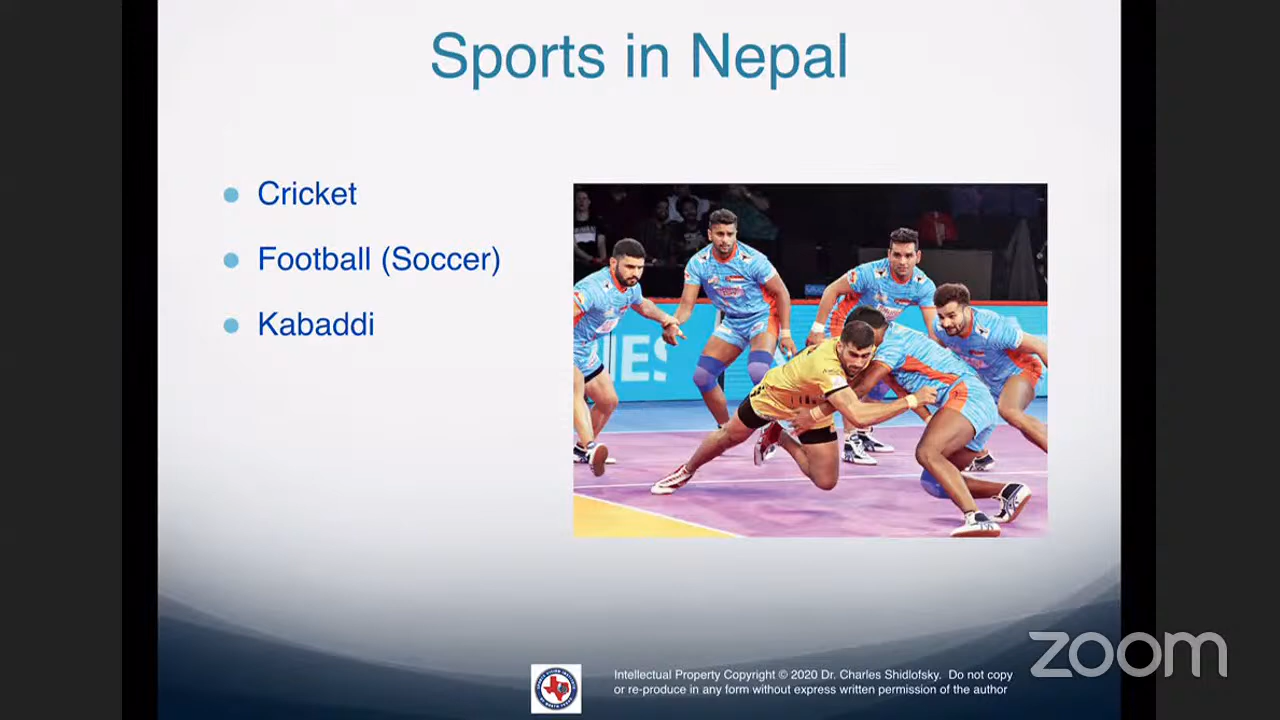 Sports in Nepal
Cricket
Football (Soccer)
Kabaddi
IES
zoom
Intellectual Property Copyright © 2020 Dr. Charles Shidlofsky. Do not copy
or re-produce in any form without express written permission of the author